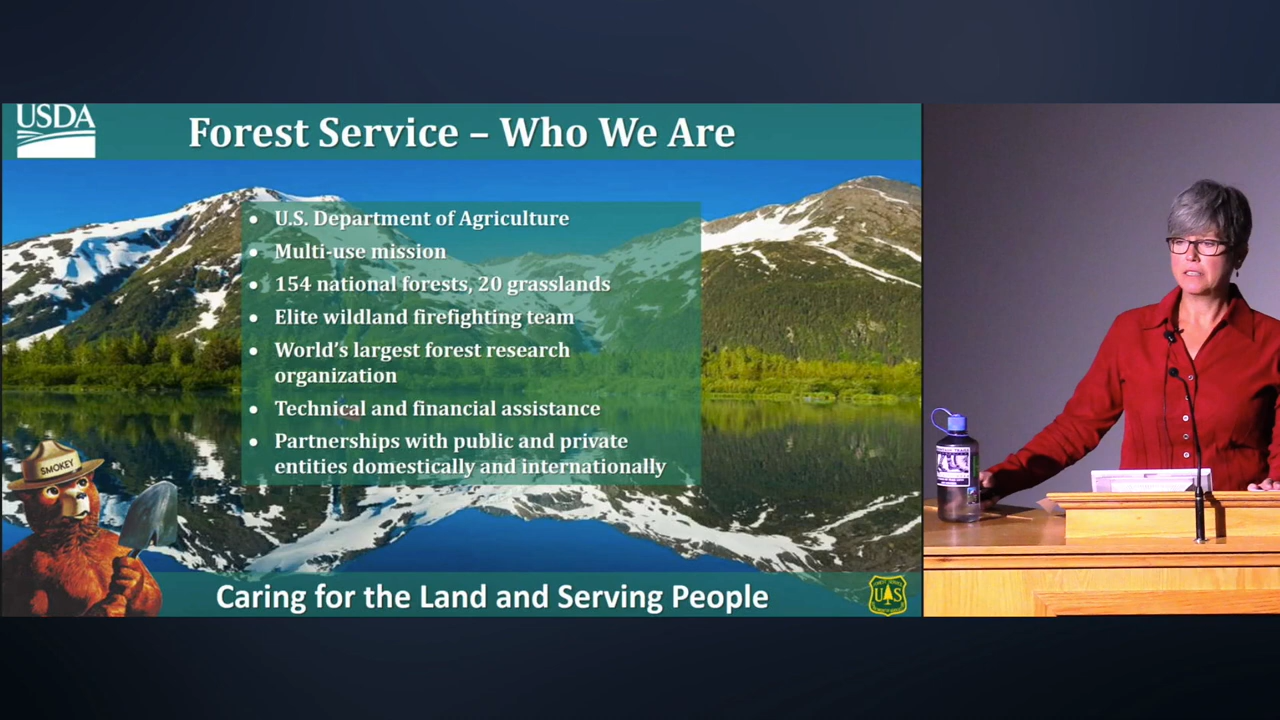 USDA
Forest Service – Who We Are
• U.S. Department of Agriculture
• Multi-use mission
• 154 national forests, 20 grasslands
• Elite wildland firefighting team
• World's largest forest research
organization
• Technical and financial assistance
• Partnerships with public and private
entities domestically and internationally
SMOKEY
Caring for the Land and Serving People
U S